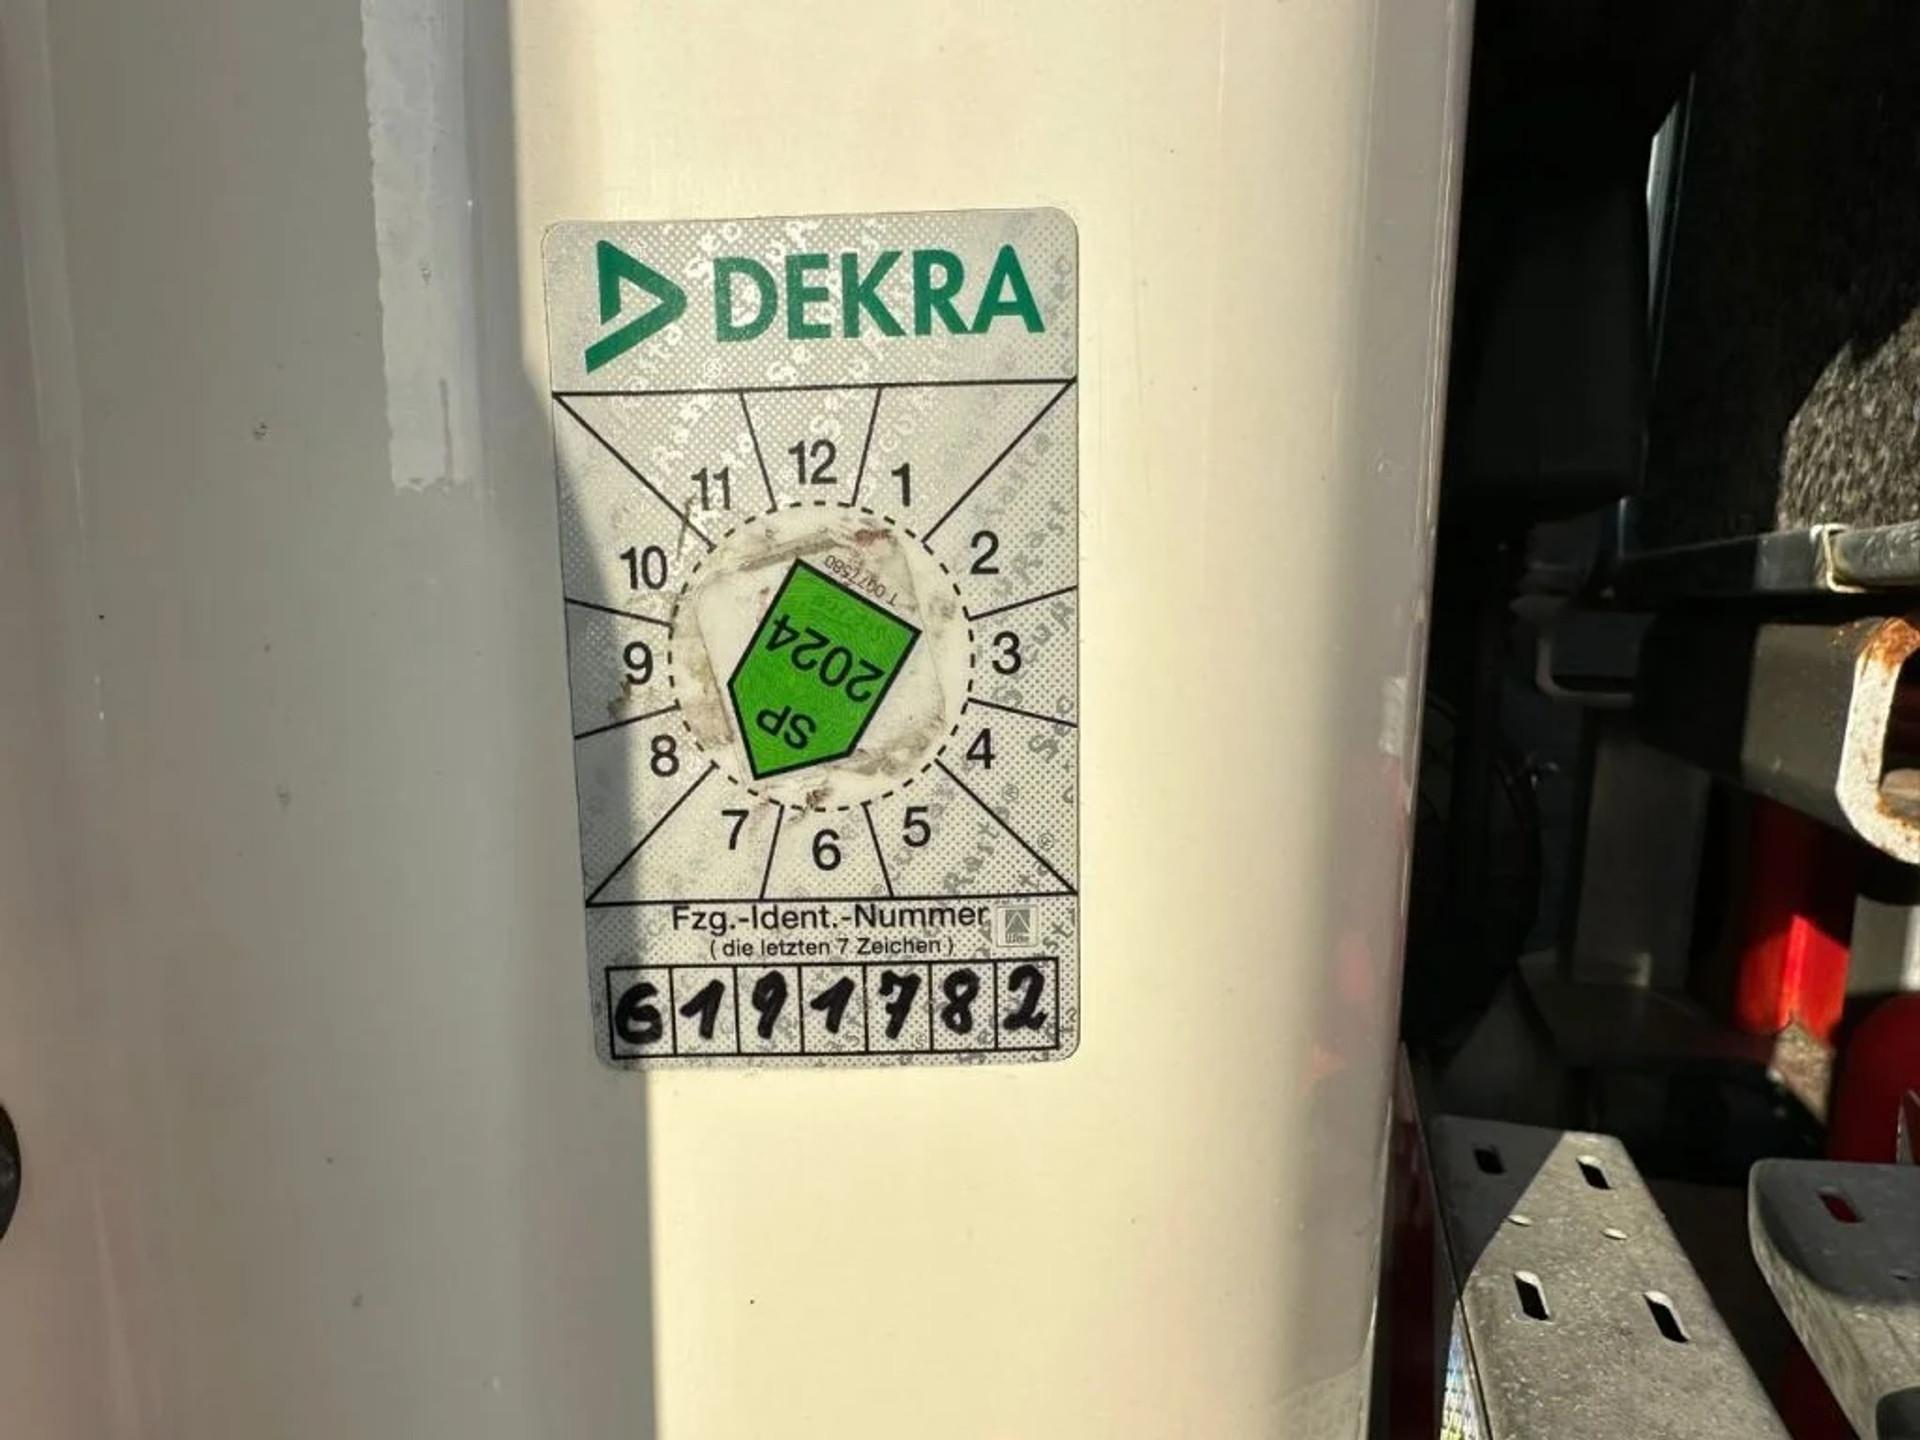 DEKRA
11 12 1
10 2
9 3
8 4
7 6 5
T 0977580
2024
SP
Fzg.-Ident.-Nummer
( die letzten 7 Zeichen )
6191782